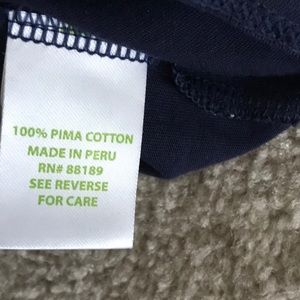 100% PIMA COTTON
MADE IN PERU
RN# 88189
SEE REVERSE
FOR CARE